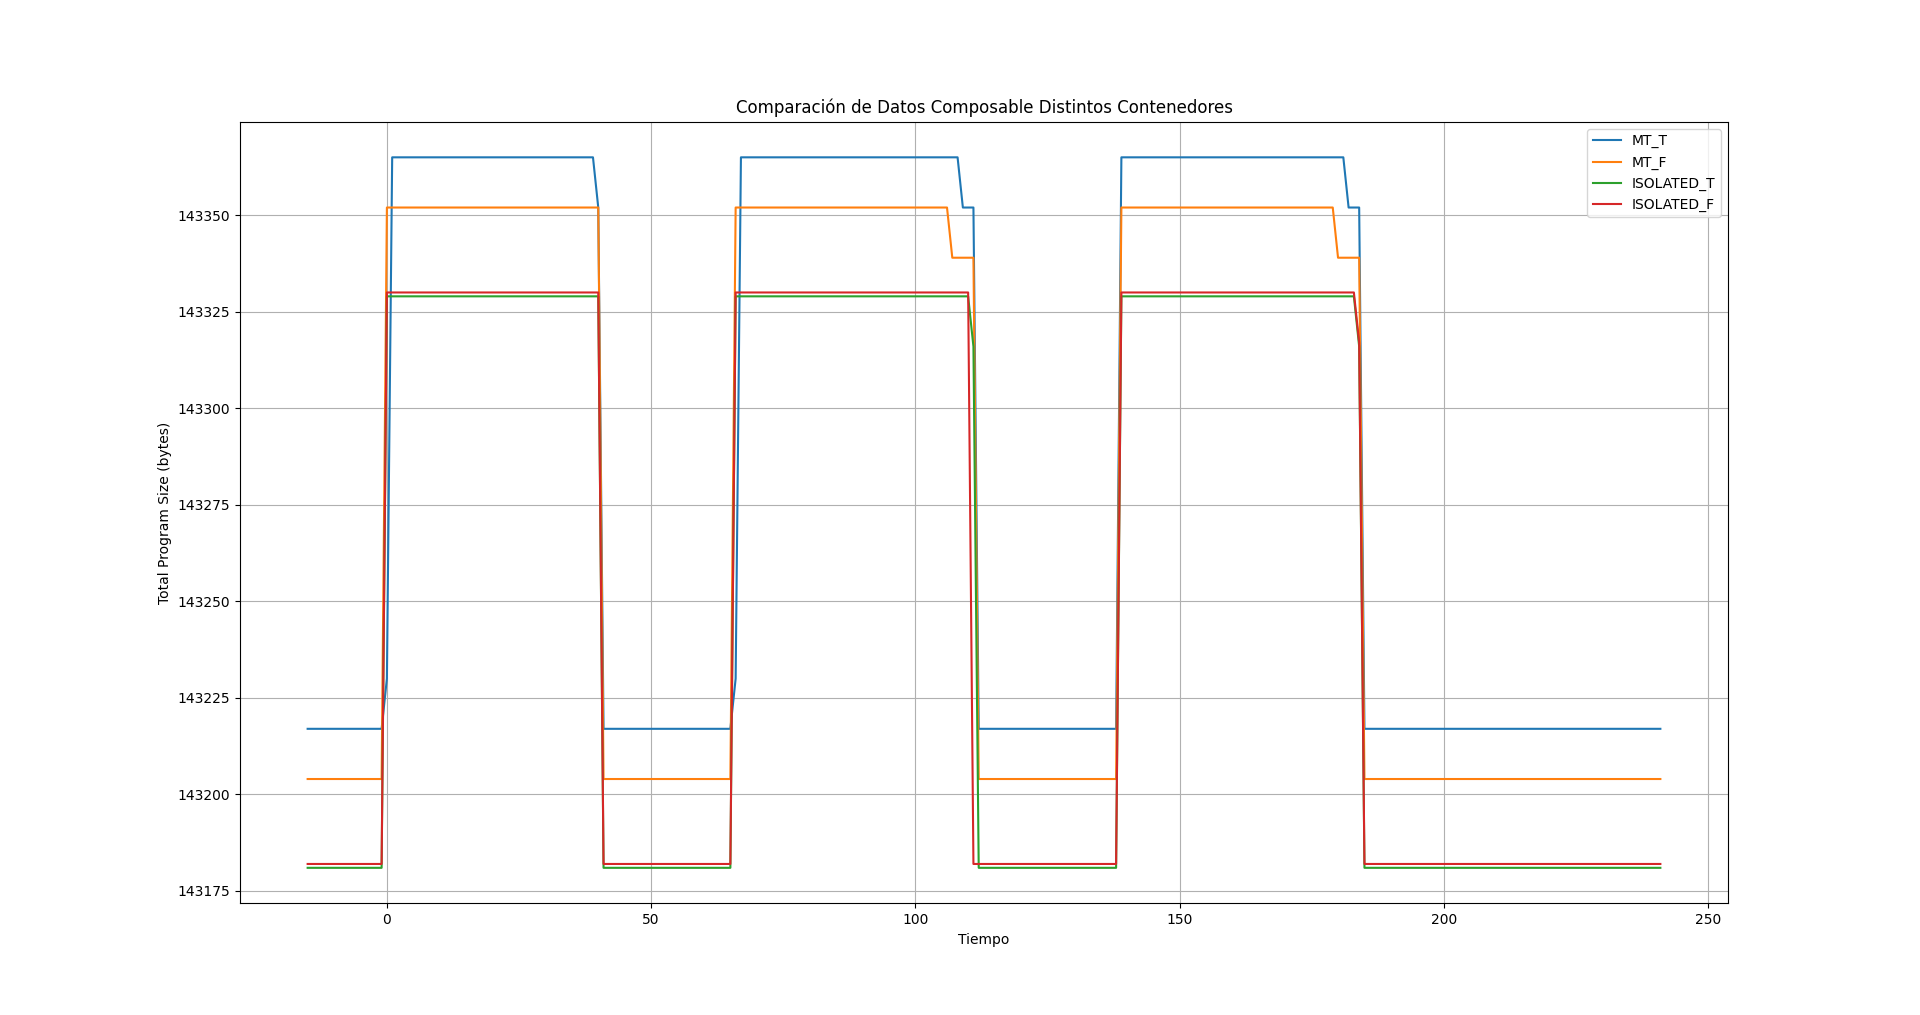 Comparación de Datos Composable Distintos Contenedores
MT_T
MT_F
ISOLATED_T
ISOLATED_F
Total Program Size (bytes)
143350
143325
143300
143275
143250
143225
143200
143175
0 50 100 150 200 250
Tiempo